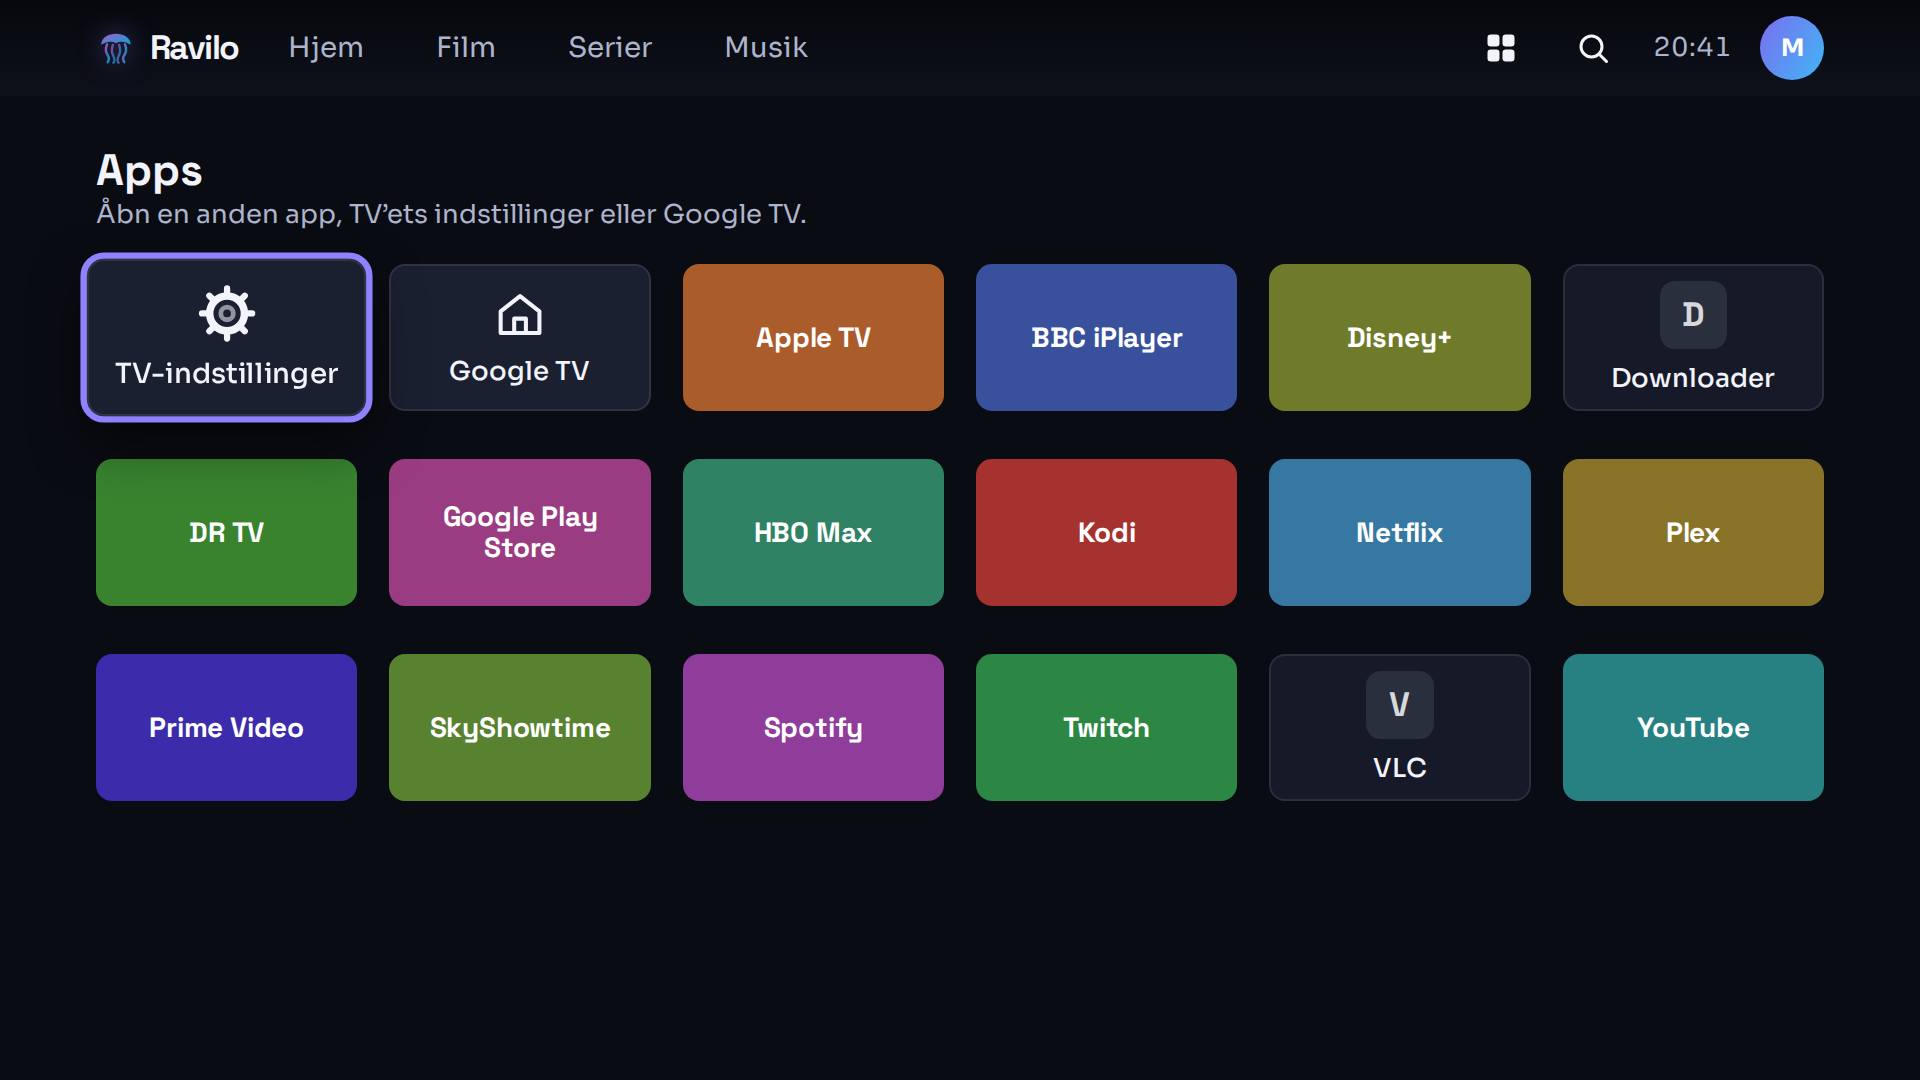 Ravilo
Hjem
Film
Serier
Musik
20:41
M
Apps
Åbn en anden app, TV’ets indstillinger eller Google TV.
TV-indstillinger
Google TV
Apple TV
BBC iPlayer
Disney+
D
Downloader
DR TV
Google Play
Store
HBO Max
Kodi
Netflix
Plex
Prime Video
SkyShowtime
Spotify
Twitch
V
VLC
YouTube